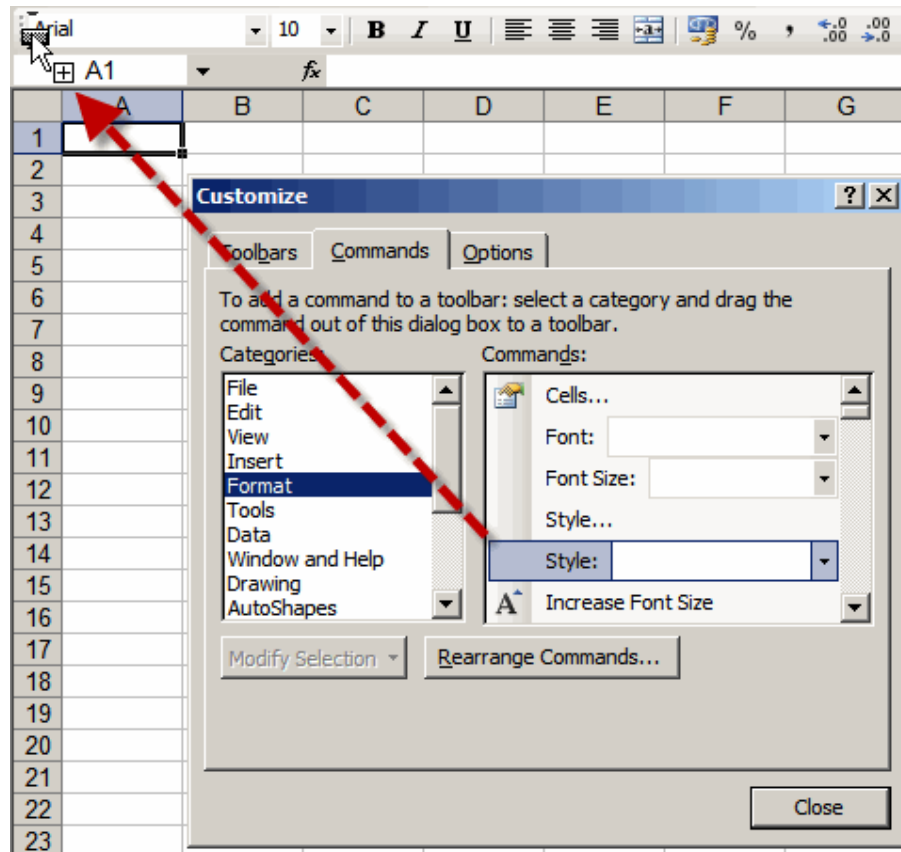 Arial 10 B I U a % , .0 .00 .00 .0
A1 fx
A B C D E F G
1
2
3
4
5
6
7
8
9
10
11
12
13
14
15
16
17
18
19
20
21
22
23
Customize ? X
Toolbars Commands Options
To add a command to a toolbar: select a category and drag the
command out of this dialog box to a toolbar.
Categories: Commands:
File
Edit
View
Insert
Format
Tools
Data
Window and Help
Drawing
AutoShapes
Cells...
Font:
Font Size:
Style...
Style:
A Increase Font Size
Modify Selection Rearrange Commands...
Close